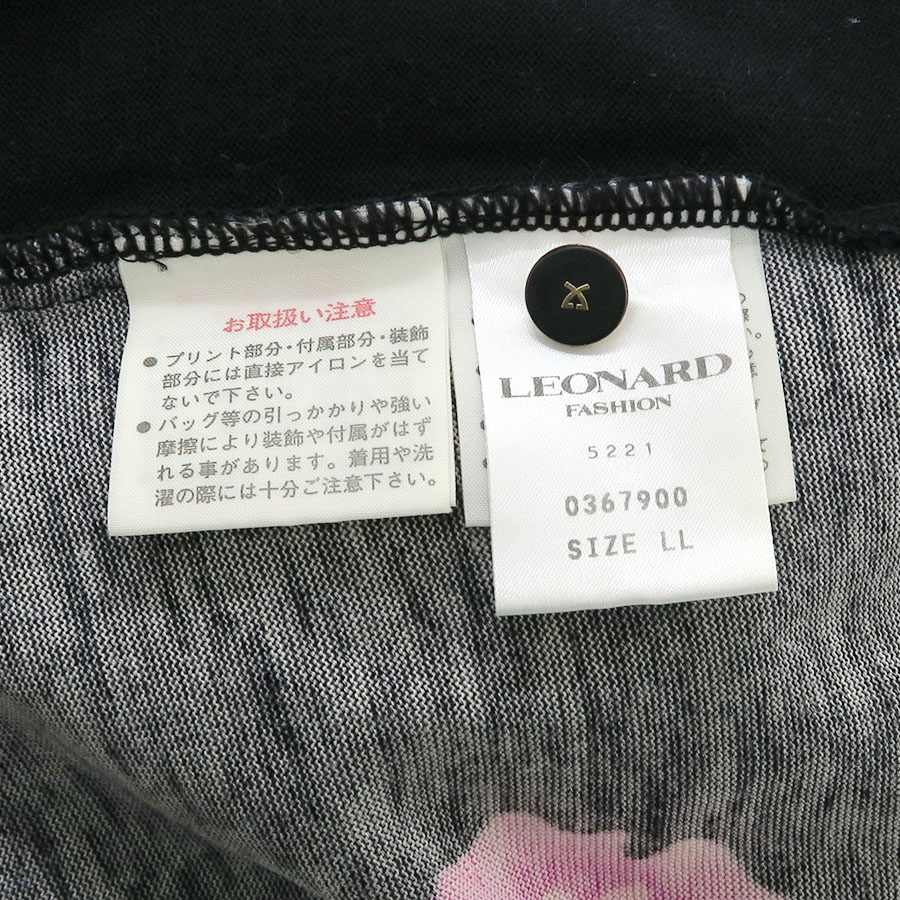 お取扱い注意
● プリント部分・付属部分・装飾
部分には直接アイロンを当て
ないで下さい。
● バッグ等の引っかかりや強い
摩擦により装飾や付属がはず
れる事があります。着用や洗
濯の際には十分ご注意下さい。
LEONARD
FASHION
5221
0367900
SIZE LL